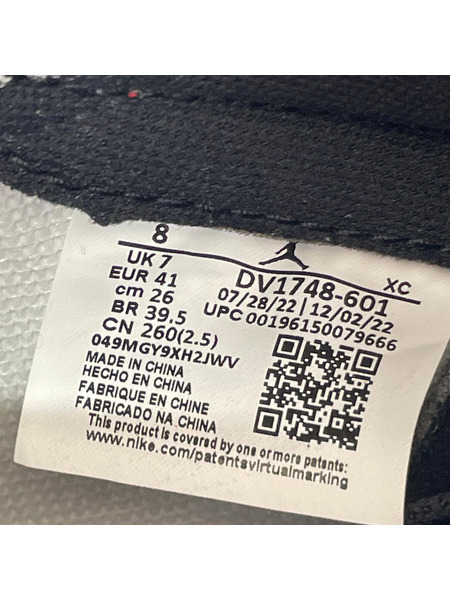 8
UK 7
EUR 41
cm 26
BR 39.5
CN 260(2.5)
049MGY9XH2JWV
XC
DV1748-601
07/28/22 | 12/02/22
UPC 00196150079666
MADE IN CHINA
HECHO EN CHINA
FABRIQUE EN CHINE
FABRICADO NA CHINA
This product is covered by one or more patents:
www.nike.com/patentsvirtualmarking